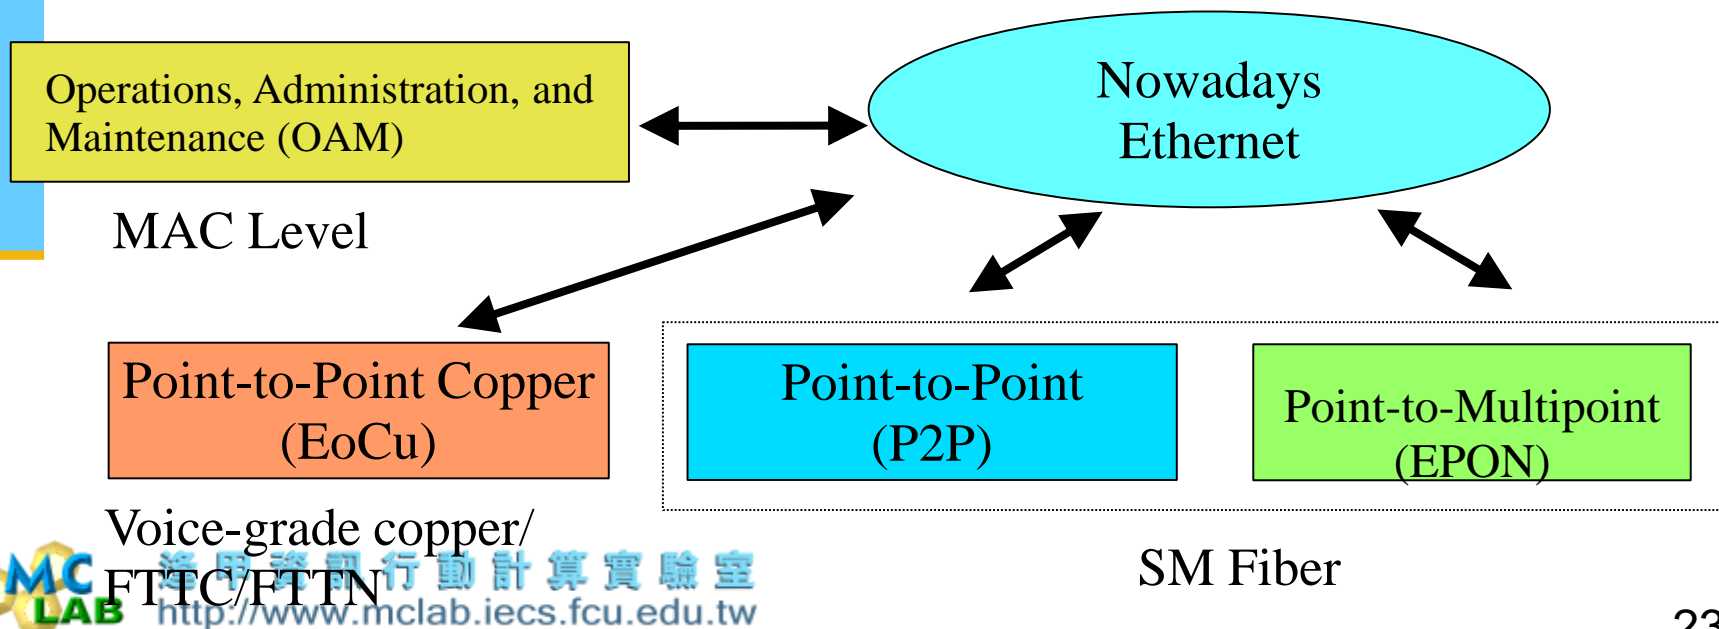 Operations, Administration, and
Maintenance (OAM)
Nowadays
Ethernet
MAC Level
Point-to-Point Copper
(EoCu)
Point-to-Point
(P2P)
Point-to-Multipoint
(EPON)
Voice-grade copper/
FTTC/FTTN
SM Fiber
MC
LAB
逢甲資訊行動計算實驗室
http://www.mclab.iecs.fcu.edu.tw
23